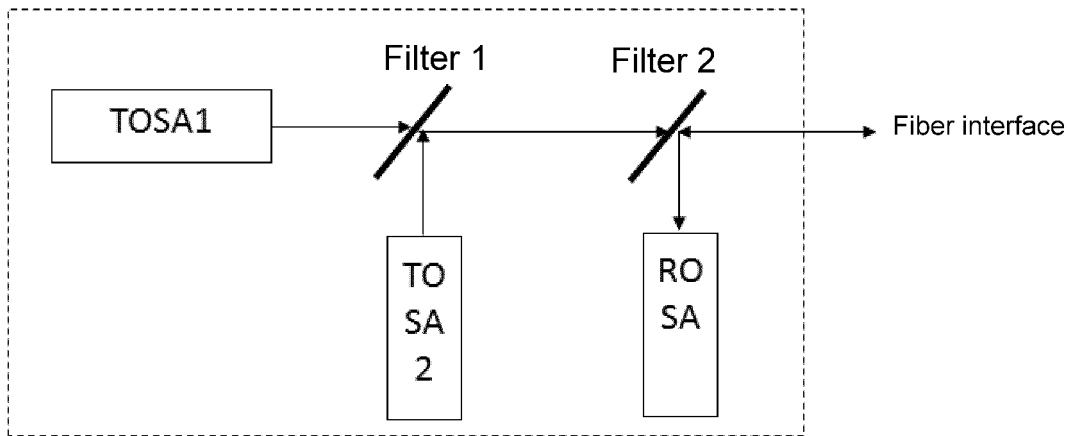 Filter 1
Filter 2
TOSA1
Fiber interface
TO
SA
2
RO
SA